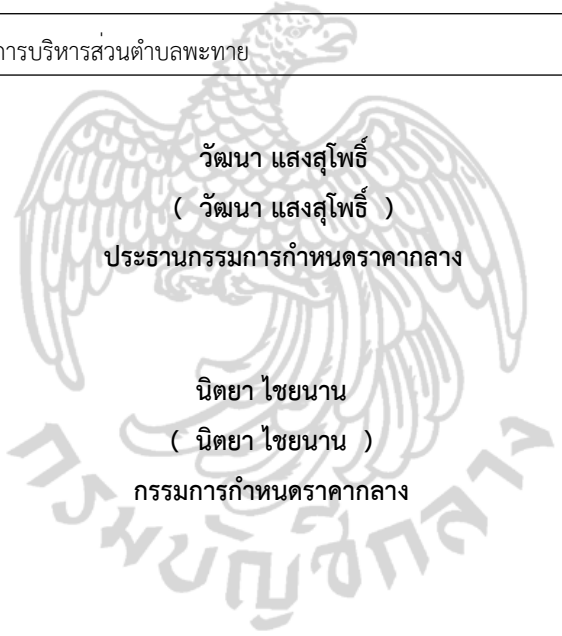 การบริหารส่วนตำบลพะทาย
วัฒนา แสงสุโพธิ์
( วัฒนา แสงสุโพธิ์ )
ประธานกรรมการกำหนดราคากลาง
นิตยา ไชยนาน
( นิตยา ไชยนาน )
กรรมการกำหนดราคากลาง
กรมบัญชีกลาง